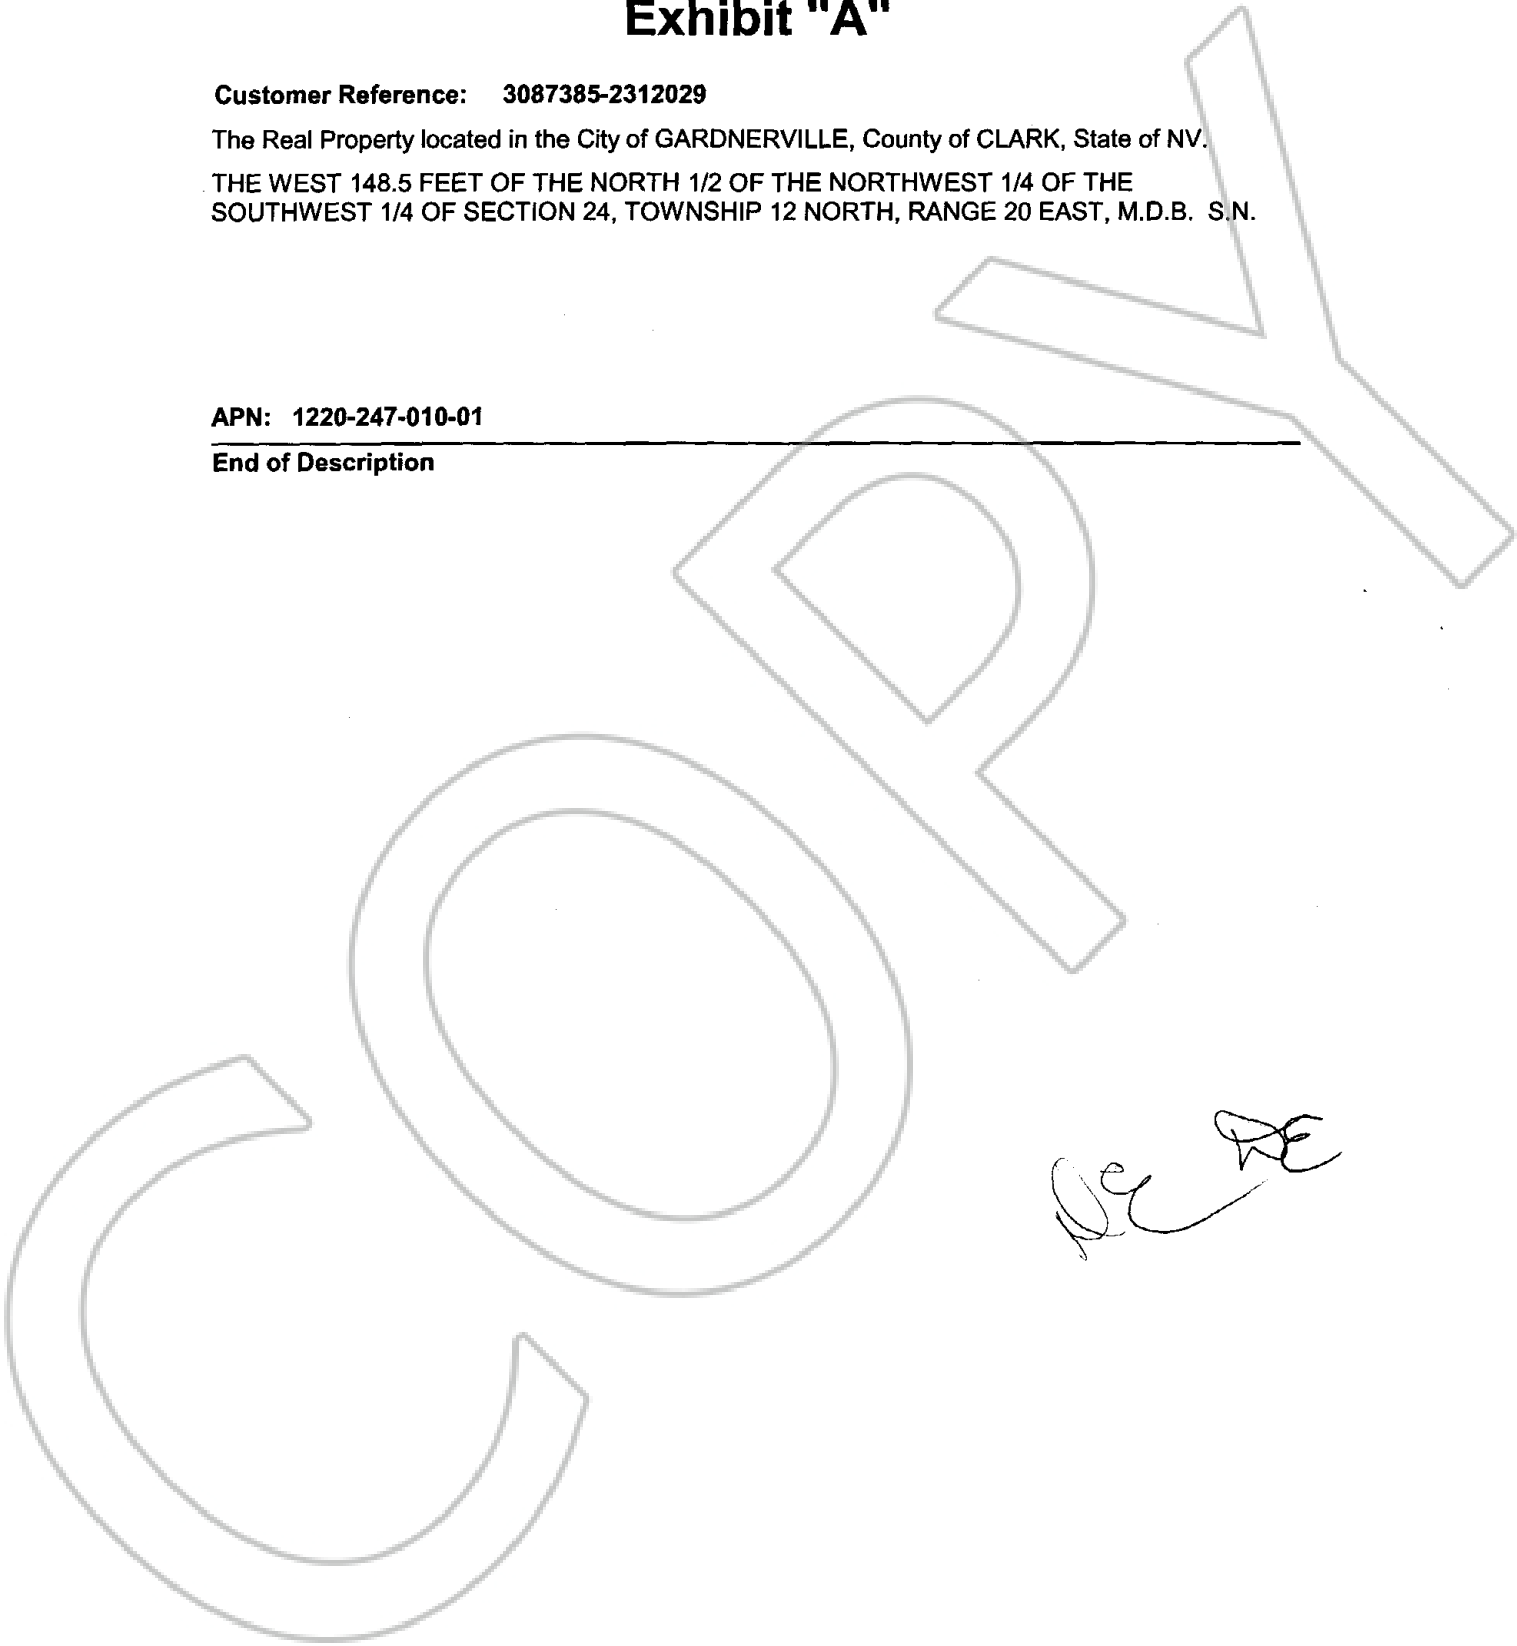 Exhibit "A"
Customer Reference: 3087385-2312029
The Real Property located in the City of GARDNERVILLE, County of CLARK, State of NV.
THE WEST 148.5 FEET OF THE NORTH 1/2 OF THE NORTHWEST 1/4 OF THE
SOUTHWEST 1/4 OF SECTION 24, TOWNSHIP 12 NORTH, RANGE 20 EAST, M.D.B. S.N.
APN: 1220-247-010-01
End of Description
COPY